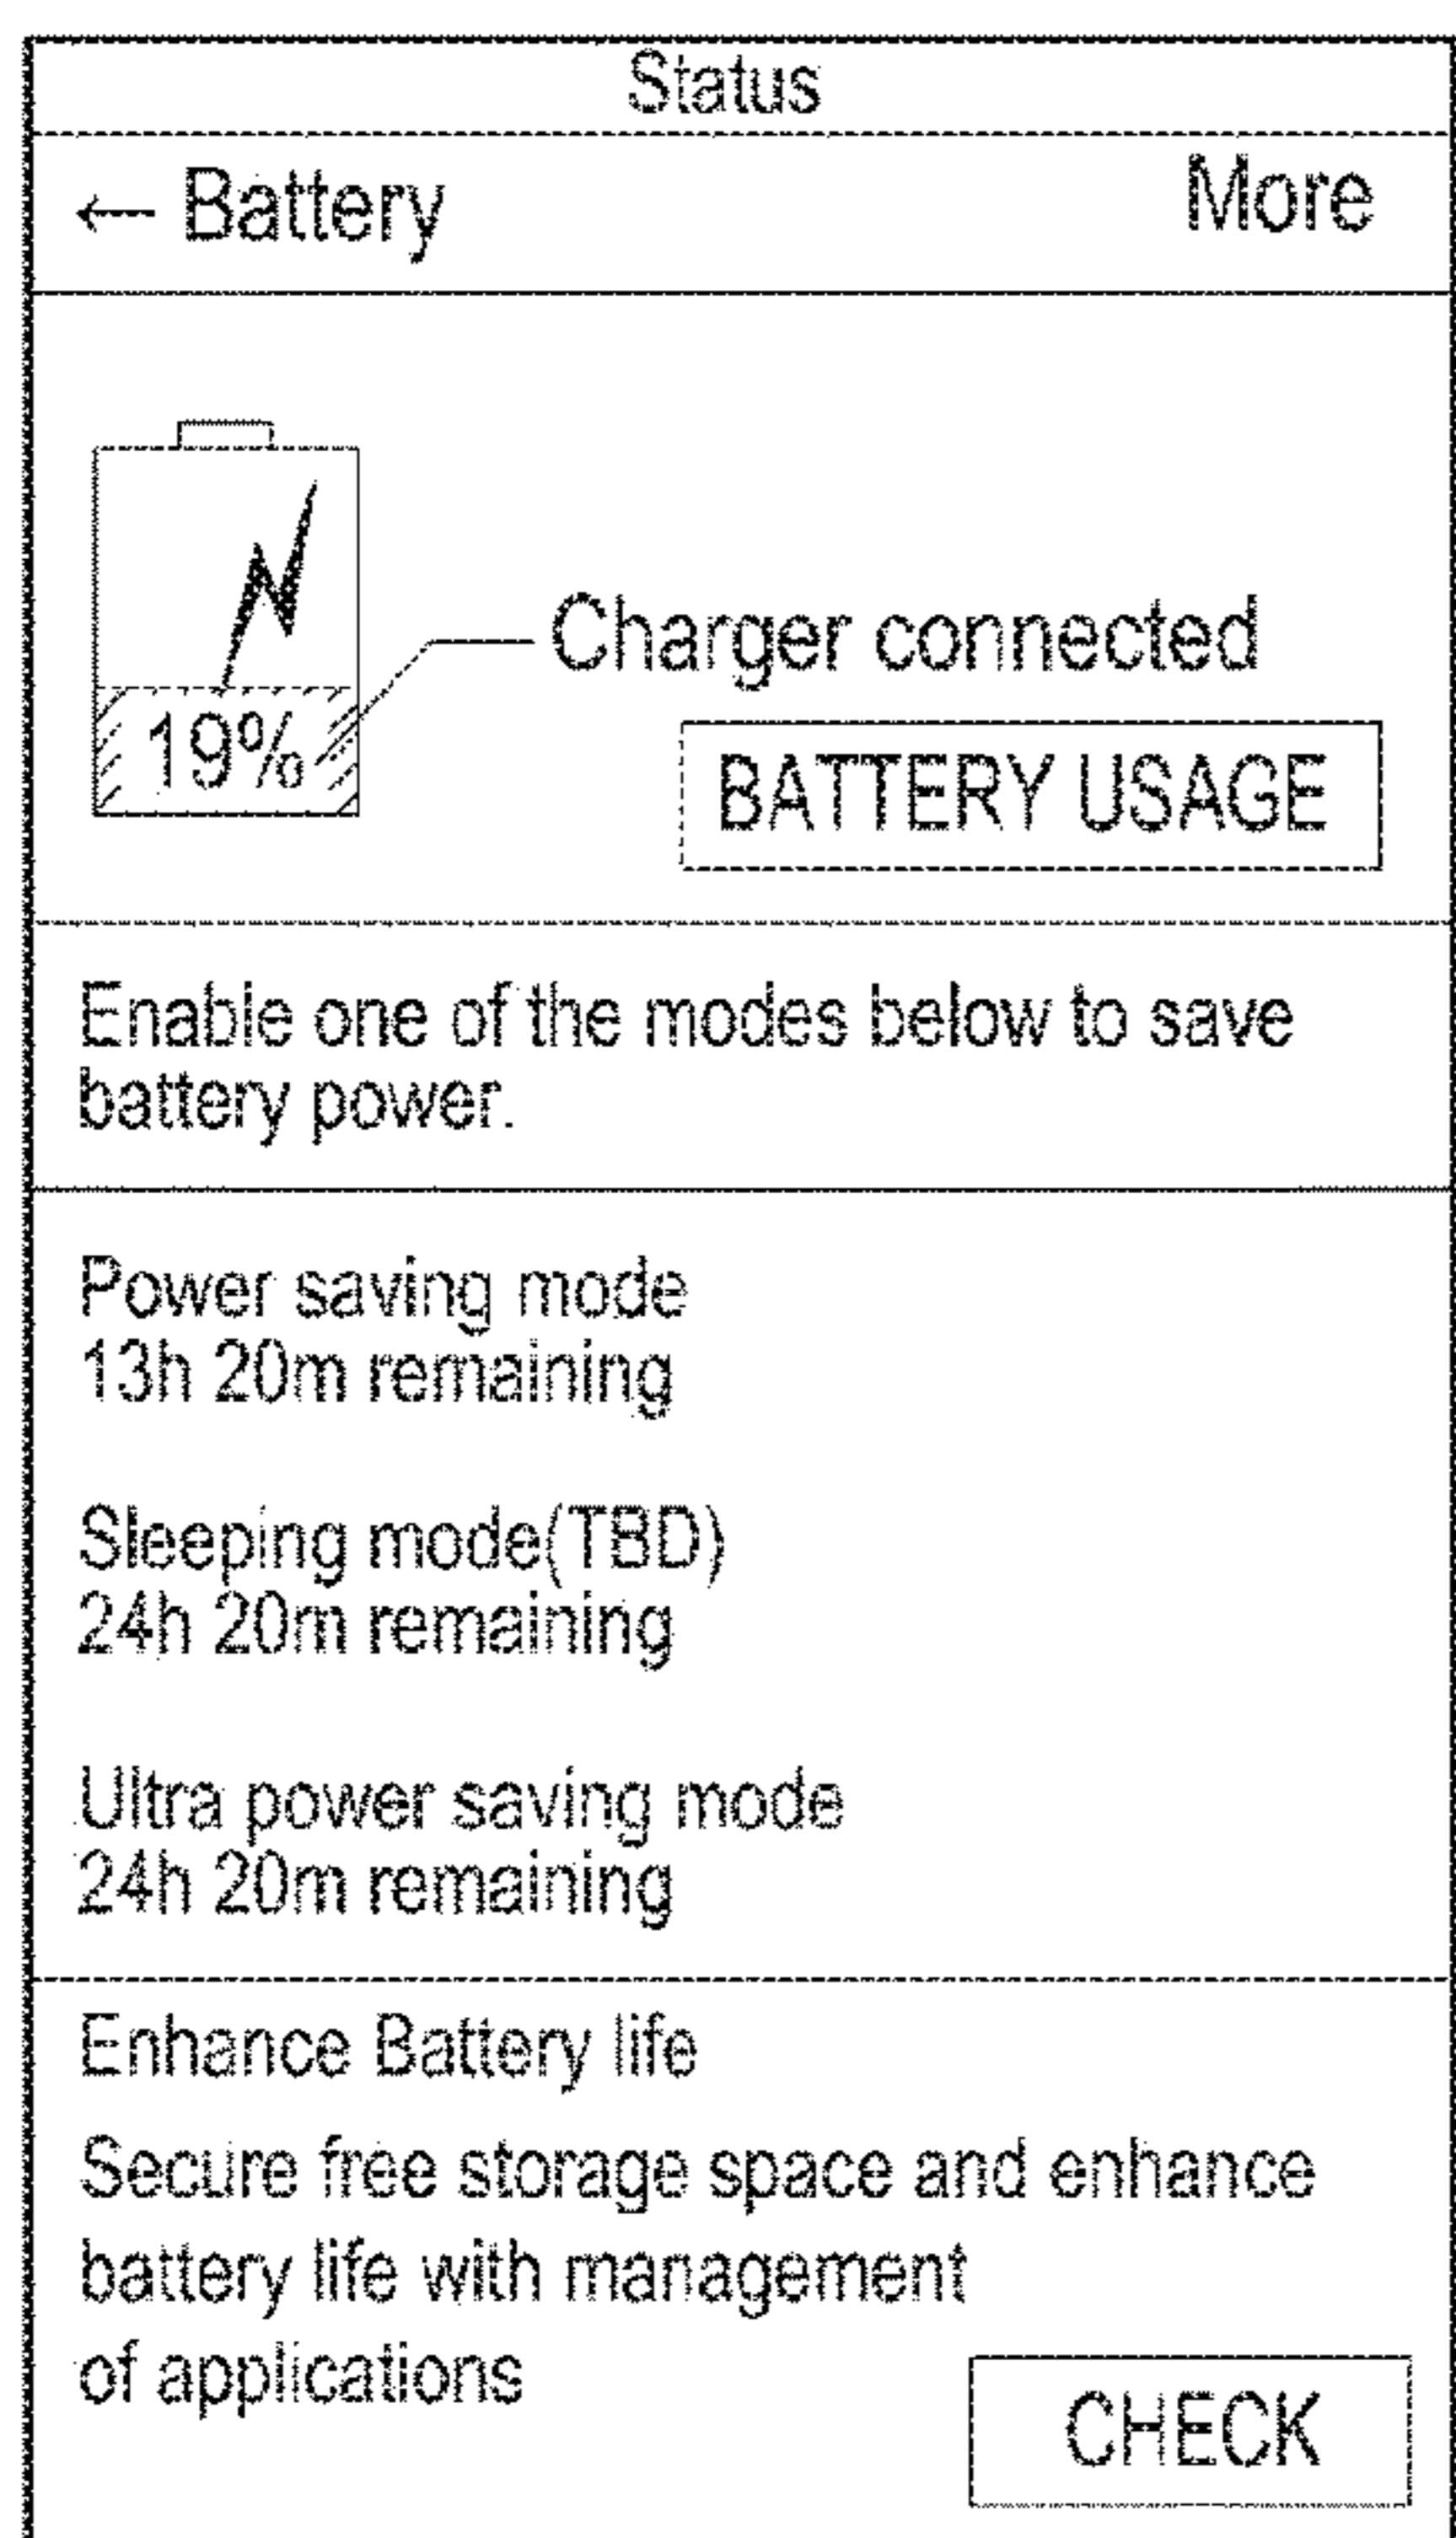 Status
← Battery More
Charger connected
19%
BATTERY USAGE
Enable one of the modes below to save
battery power.
Power saving mode
13h 20m remaining
Sleeping mode(TBD)
24h 20m remaining
Ultra power saving mode
24h 20m remaining
Enhance Battery life
Secure free storage space and enhance
battery life with management
of applications
CHECK